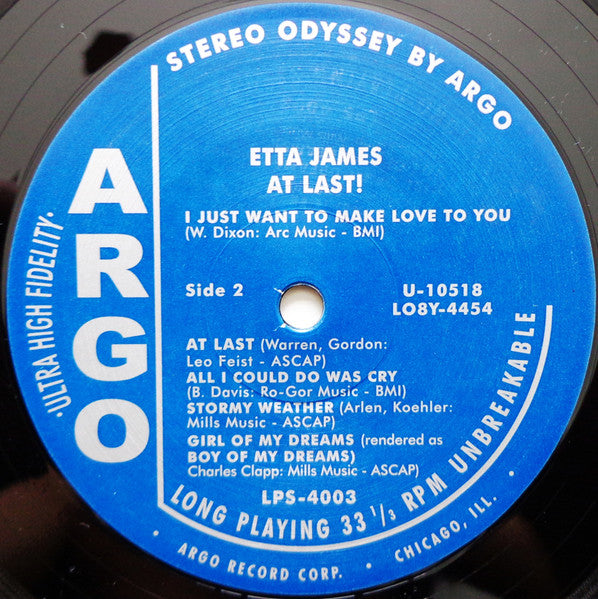 STEREO ODYSSEY BY ARGO
·ULTRA HIGH FIDELITY·
ARGO
ETTA JAMES
AT LAST!
I JUST WANT TO MAKE LOVE TO YOU
(W. Dixon: Arc Music - BMI)
Side 2
U-10518
LO8Y-4454
AT LAST (Warren, Gordon:
Leo Feist - ASCAP)
ALL I COULD DO WAS CRY
(B. Davis: Ro-Gor Music - BMI)
STORMY WEATHER (Arlen, Koehler:
Mills Music - ASCAP)
GIRL OF MY DREAMS (rendered as
BOY OF MY DREAMS)
Charles Clapp: Mills Music - ASCAP)
LPS-4003
LONG PLAYING 33 1/3 RPM UNBREAKABLE
· ARGO RECORD CORP. · CHICAGO, ILL. ·